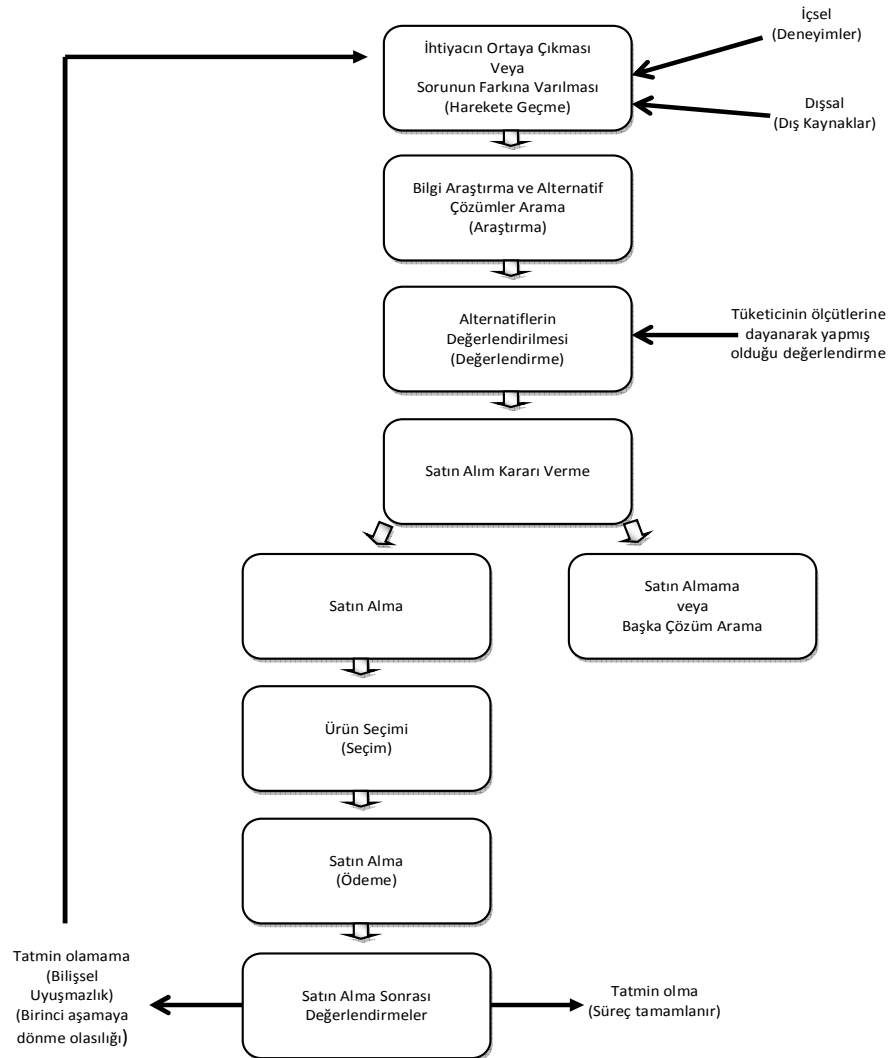 İhtiyacın Ortaya Çıkması
Veya
Sorunun Farkına Varılması
(Harekete Geçme)
İçsel
(Deneyimler)
Dışsal
(Dış Kaynaklar)
Bilgi Araştırma ve Alternatif
Çözümler Arama
(Araştırma)
Alternatiflerin
Değerlendirilmesi
(Değerlendirme)
Tüketicinin ölçütlerine
dayanarak yapmış
olduğu değerlendirme
Satın Alım Kararı Verme
Satın Alma
Satın Almama
veya
Başka Çözüm Arama
Ürün Seçimi
(Seçim)
Satın Alma
(Ödeme)
Satın Alma Sonrası
Değerlendirmeler
Tatmin olamama
(Bilişsel
Uyuşmazlık)
(Birinci aşamaya
dönme olasılığı)
Tatmin olma
(Süreç tamamlanır)